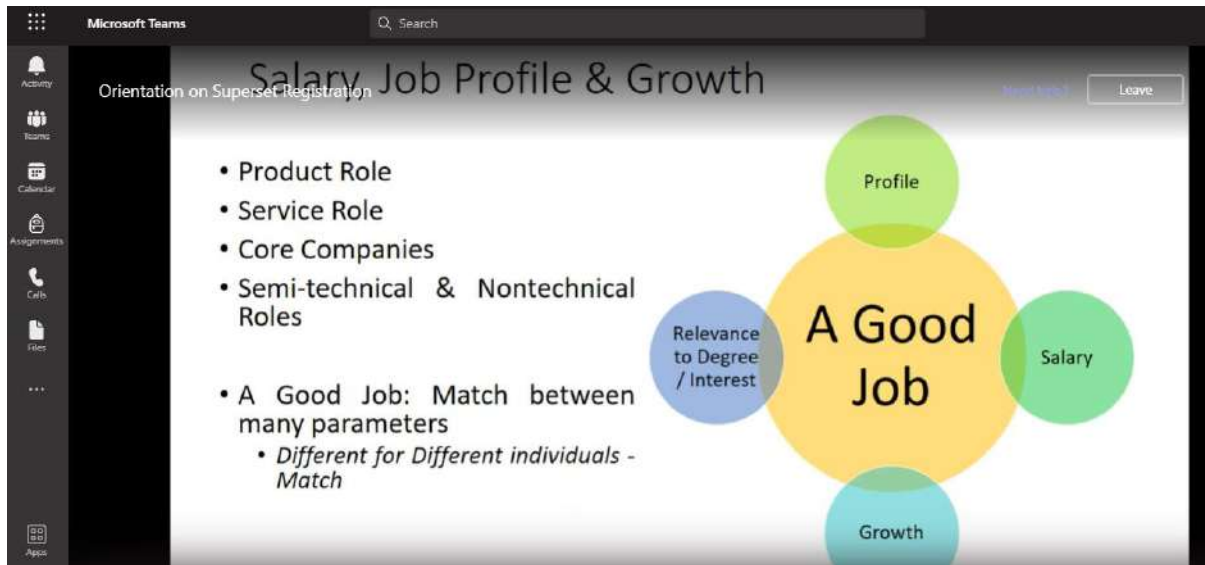 Microsoft Teams
Search
Activity
Teams
Calendar
Assignments
Calls
Files
...
Apps
Orientation on Superset Registration
Leave
Salary, Job Profile & Growth
• Product Role
• Service Role
• Core Companies
• Semi-technical & Nontechnical
Roles
• A Good Job: Match between
many parameters
• Different for Different individuals -
Match
Profile
Relevance
to Degree
/ Interest
A Good
Job
Salary
Growth